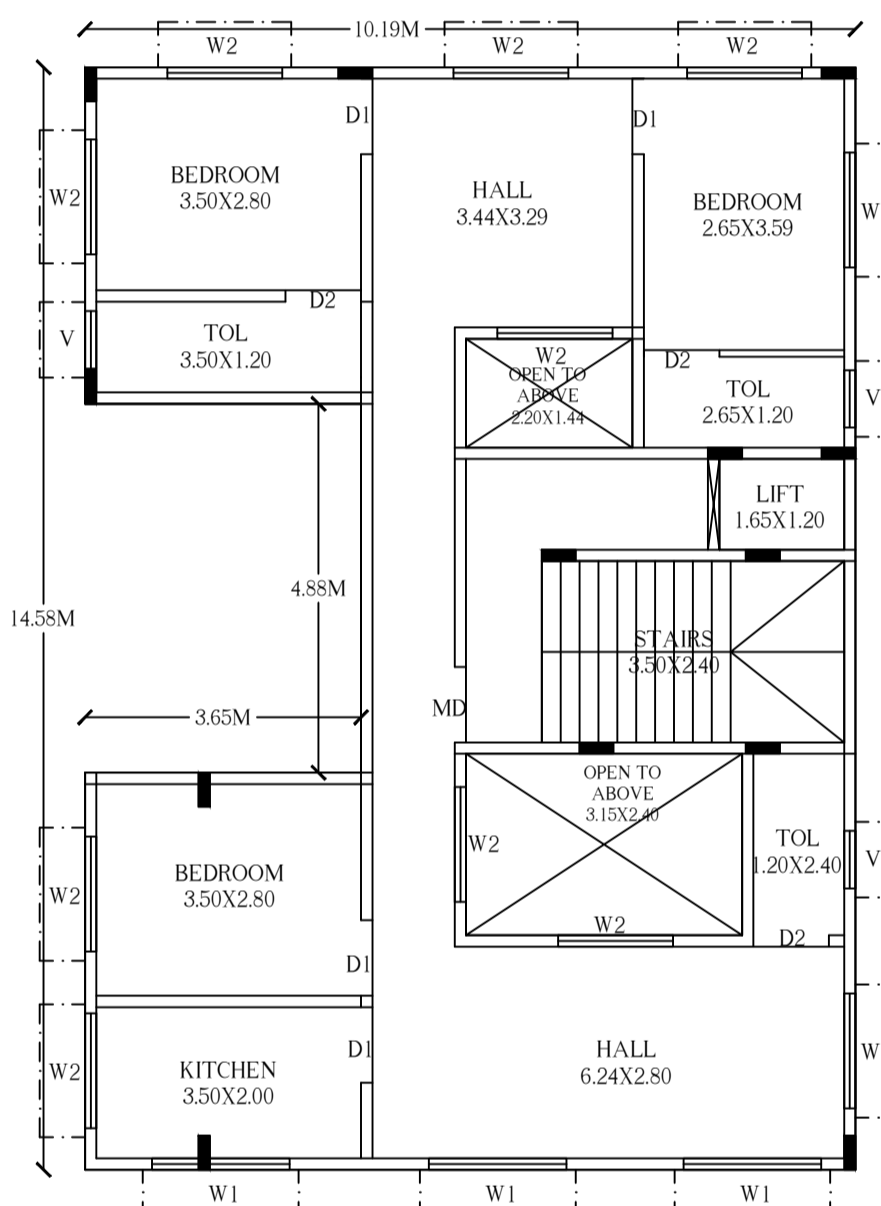 10.19M
W2
W2
W2
D1
D1
BEDROOM
3.50X2.80
HALL
3.44X3.29
BEDROOM
2.65X3.59
W2
W
D2
V
TOL
3.50X1.20
W2
OPEN TO
ABOVE
2.20X1.44
D2
TOL
2.65X1.20
V
LIFT
1.65X1.20
4.88M
14.58M
STAIRS
3.50X2.40
MD
3.65M
OPEN TO
ABOVE
3.15X2.40
TOL
1.20X2.40
V
W2
BEDROOM
3.50X2.80
W2
W2
D2
D1
D1
HALL
6.24X2.80
W
W2
KITCHEN
3.50X2.00
W1
W1
W1